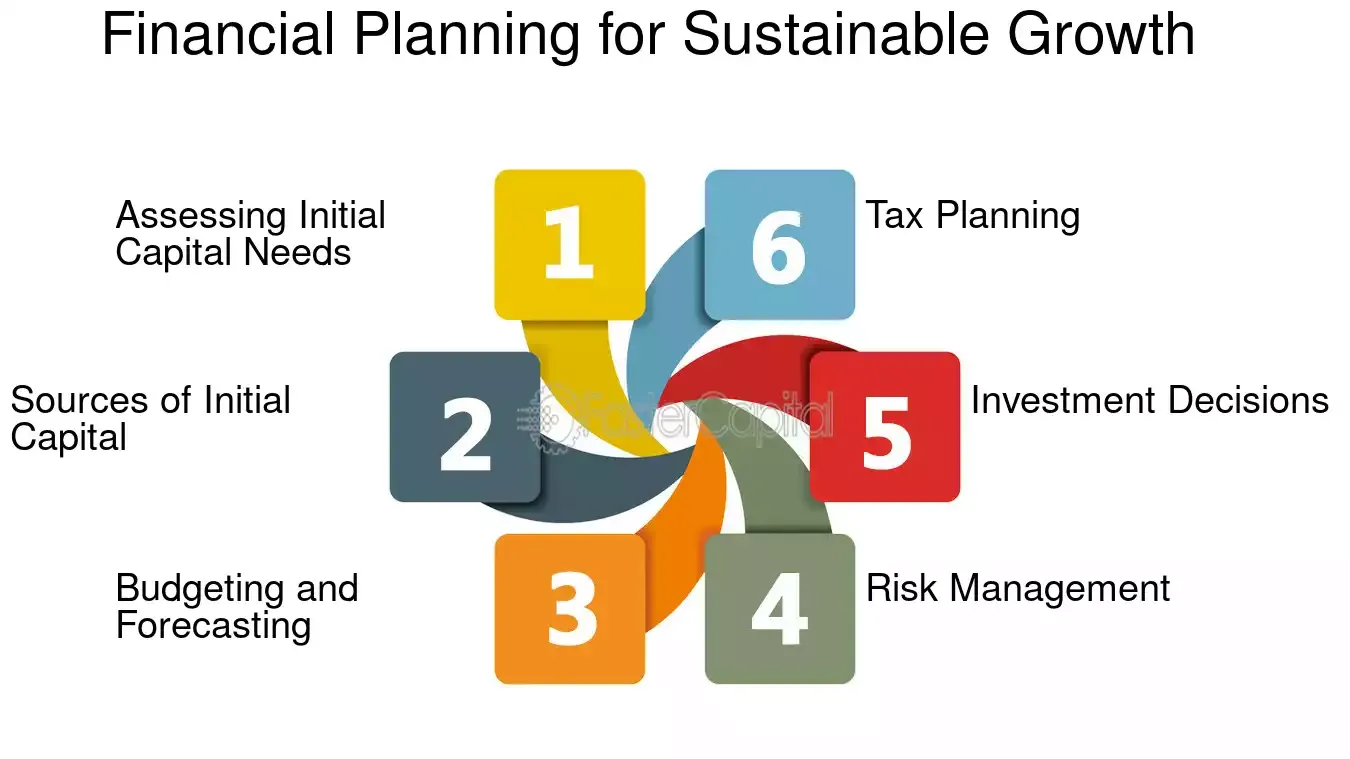 Financial Planning for Sustainable Growth
1
Assessing Initial
Capital Needs
2
Sources of Initial
Capital
3
Budgeting and
Forecasting
4
Risk Management
5
Investment Decisions
6
Tax Planning
FasterCapital